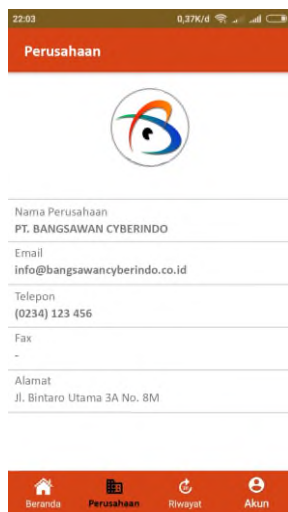 22:03
0,37K/d
Perusahaan
Nama Perusahaan
PT. BANGSAWAN CYBERINDO
Email
info@bangsawancyberindo.co.id
Telepon
(0234) 123 456
Fax
-
Alamat
Jl. Bintaro Utama 3A No. 8M
Beranda
Perusahaan
Riwayat
Akun